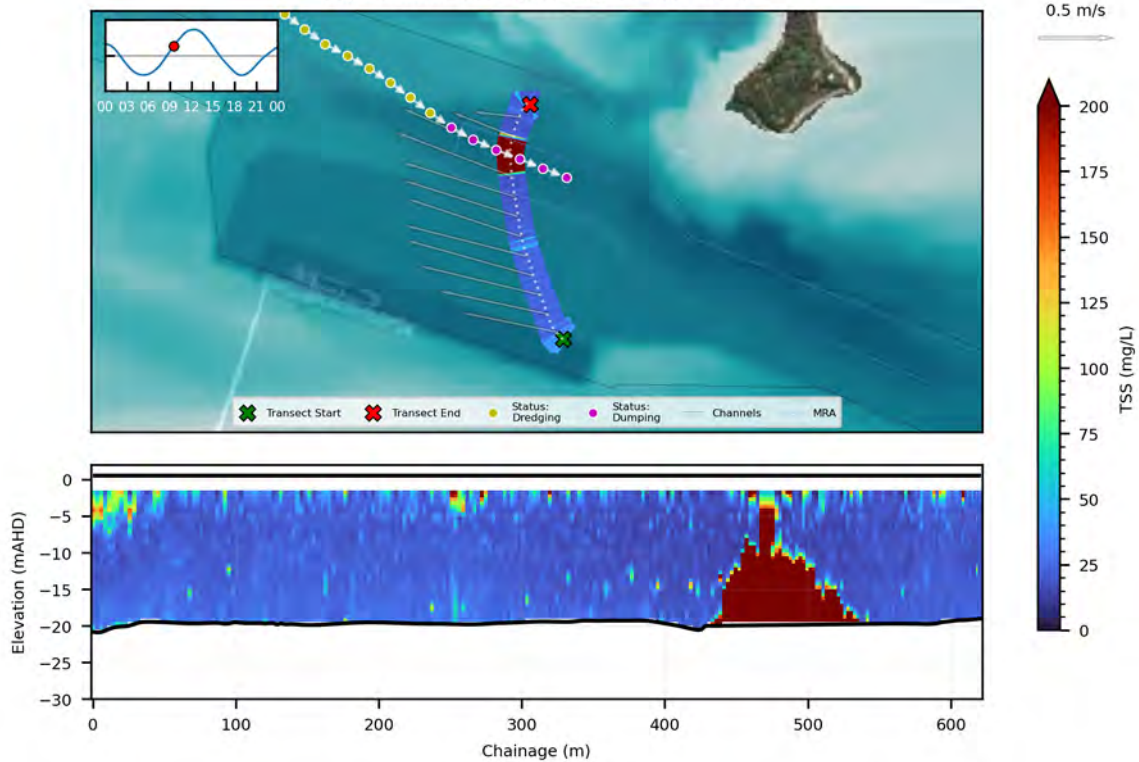 0.5 m/s
00 03 06 09 12 15 18 21 00
Transect Start
Transect End
Status:
Dredging
Status:
Dumping
Channels
MRA
200
175
150
125
100
75
50
25
0
TSS (mg/L)
0
−5
−10
−15
−20
−25
−30
Elevation (mAHD)
0 100 200 300 400 500 600
Chainage (m)